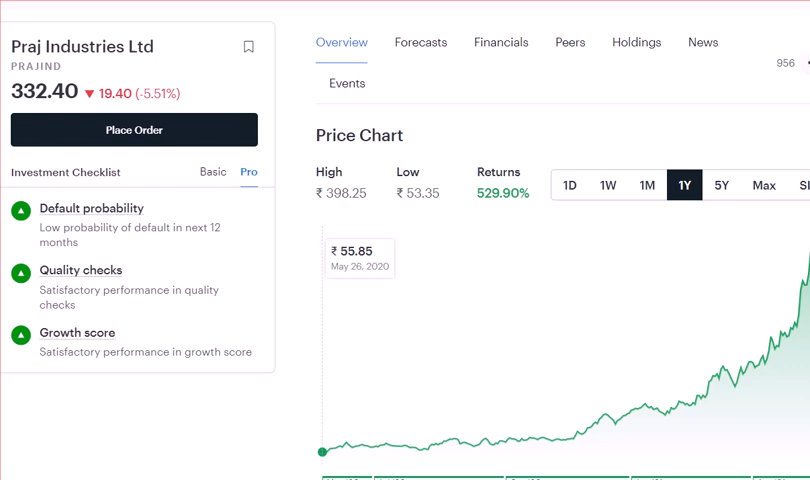 Praj Industries Ltd
PRAJIND
332.40 ▼ 19.40 (-5.51%)
Place Order
Investment Checklist Basic Pro
Default probability
Low probability of default in next 12
months
Quality checks
Satisfactory performance in quality
checks
Growth score
Satisfactory performance in growth score
Overview Forecasts Financials Peers Holdings News
Events
956
Price Chart
High Low Returns
₹ 398.25 ₹ 53.35 529.90%
1D 1W 1M 1Y 5Y Max
₹ 55.85
May 26, 2020